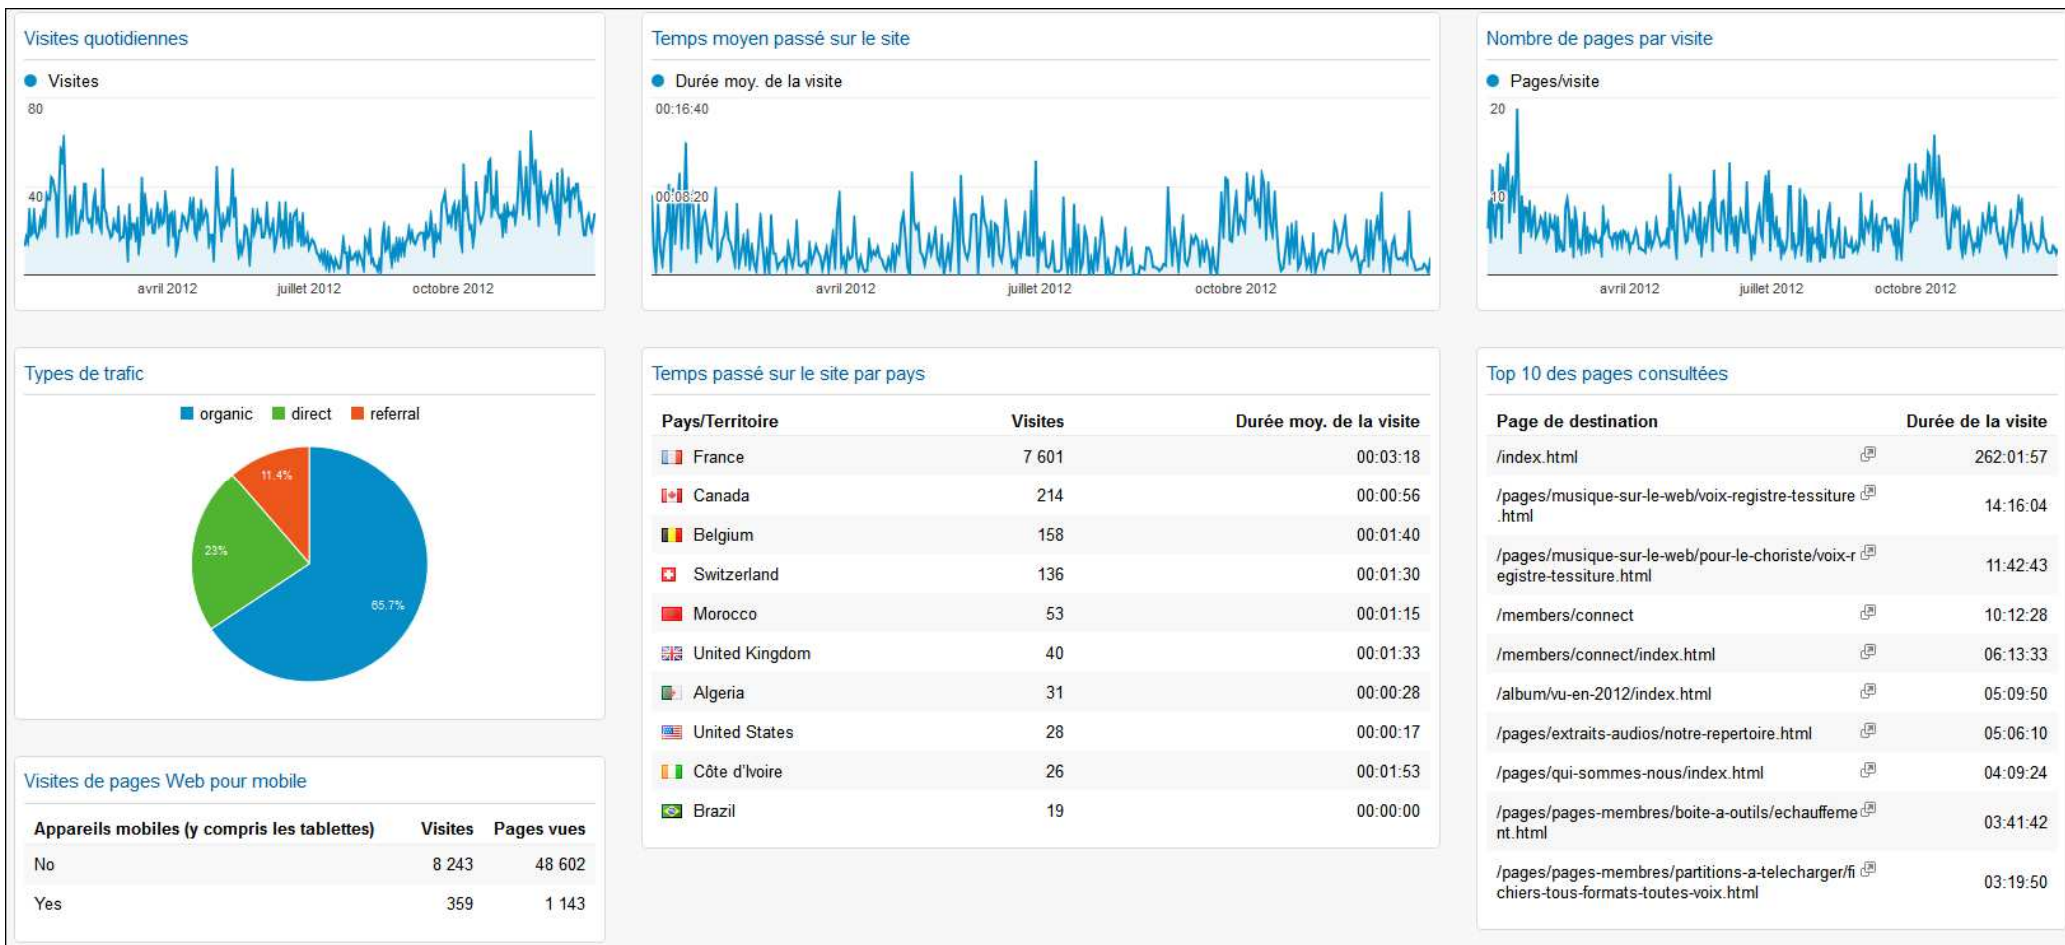 Visites quotidiennes
Visites
80
40
avril 2012 juillet 2012 octobre 2012
Temps moyen passé sur le site
Durée moy. de la visite
00:16:40
00:08:20
avril 2012 juillet 2012 octobre 2012
Nombre de pages par visite
Pages/visite
20
10
avril 2012 juillet 2012 octobre 2012
Types de trafic
organic direct referral
11.4%
23%
65.7%
Visites de pages Web pour mobile
Appareils mobiles (y compris les tablettes) Visites Pages vues
No 8 243 48 602
Yes 359 1 143
Temps passé sur le site par pays
Pays/Territoire Visites Durée moy. de la visite
France 7 601 00:03:18
Canada 214 00:00:56
Belgium 158 00:01:40
Switzerland 136 00:01:30
Morocco 53 00:01:15
United Kingdom 40 00:01:33
Algeria 31 00:00:28
United States 28 00:00:17
Côte d'Ivoire 26 00:01:53
Brazil 19 00:00:00
Top 10 des pages consultées
Page de destination Durée de la visite
/index.html 262:01:57
/pages/musique-sur-le-web/voix-registre-tessiture
.html 14:16:04
/pages/musique-sur-le-web/pour-le-choriste/voix-r
egistre-tessiture.html 11:42:43
/members/connect 10:12:28
/members/connect/index.html 06:13:33
/album/vu-en-2012/index.html 05:09:50
/pages/extraits-audios/notre-repertoire.html 05:06:10
/pages/qui-sommes-nous/index.html 04:09:24
/pages/pages-membres/boite-a-outils/echauffeme
nt.html 03:41:42
/pages/pages-membres/partitions-a-telecharger/fi
chiers-tous-formats-toutes-voix.html 03:19:50